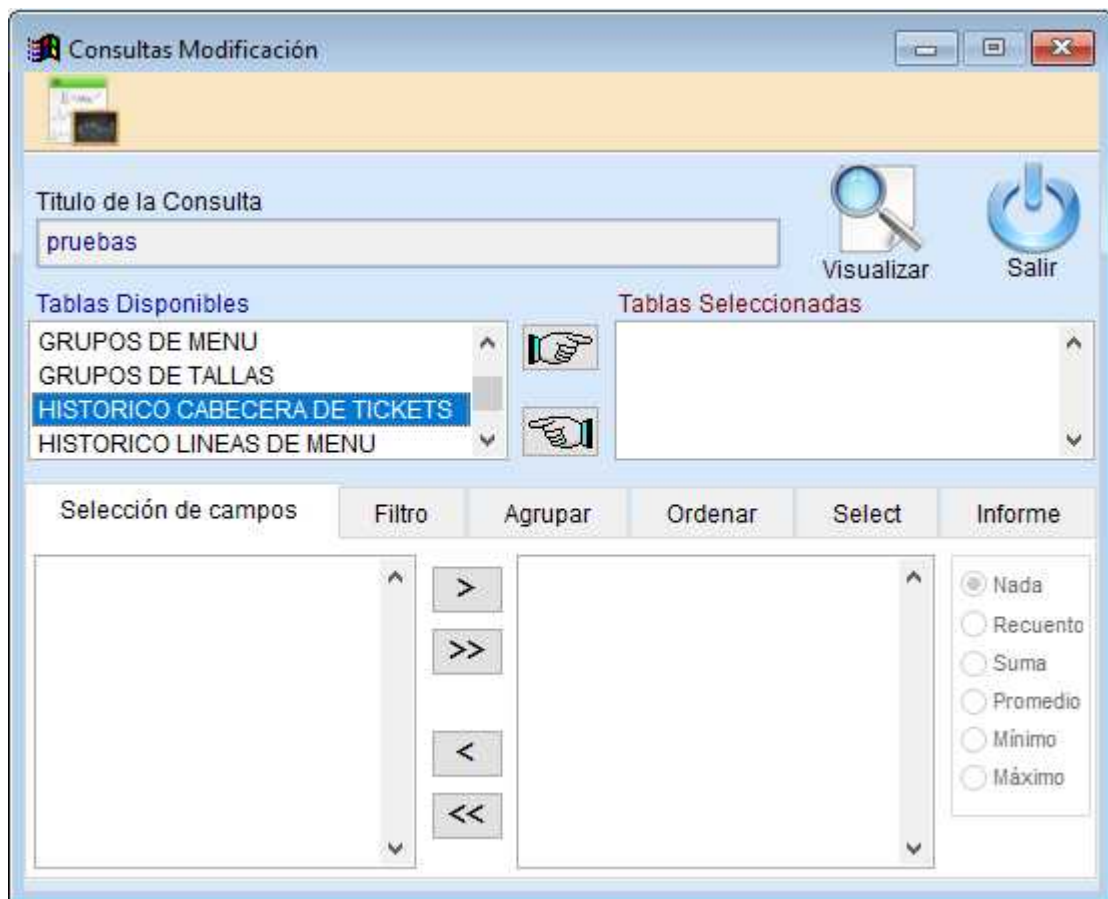 Consultas Modificación
Titulo de la Consulta
pruebas
Visualizar
Salir
Tablas Disponibles
Tablas Seleccionadas
GRUPOS DE MENU
GRUPOS DE TALLAS
HISTORICO CABECERA DE TICKETS
HISTORICO LINEAS DE MENU
Selección de campos
Filtro
Agrupar
Ordenar
Select
Informe
>
>>
<
<<
Nada
Recuento
Suma
Promedio
Mínimo
Máximo